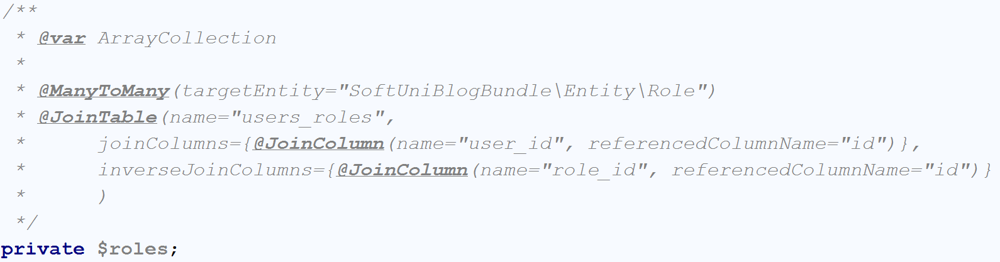 /**
 * @var ArrayCollection
 *
 * @ManyToMany(targetEntity="SoftUniBlogBundle\Entity\Role")
 * @JoinTable(name="users_roles",
 *      joinColumns={@JoinColumn(name="user_id", referencedColumnName="id")},
 *      inverseJoinColumns={@JoinColumn(name="role_id", referencedColumnName="id")}
 *      )
 */
private $roles;